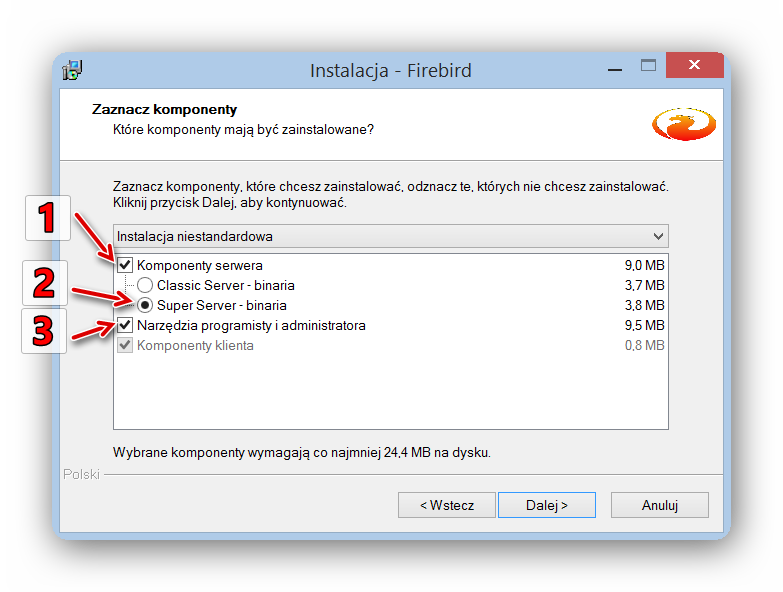 Instalacja - Firebird
Zaznacz komponenty
Które komponenty mają być zainstalowane?
Zaznacz komponenty, które chcesz zainstalować, odznacz te, których nie chcesz zainstalować.
Kliknij przycisk Dalej, aby kontynuować.
1
Instalacja niestandardowa
Komponenty serwera 9,0 MB
2
Classic Server - binaria 3,7 MB
Super Server - binaria 3,8 MB
3
Narzędzia programisty i administratora 9,5 MB
Komponenty klienta 0,8 MB
Wybrane komponenty wymagają co najmniej 24,4 MB na dysku.
Polski
< Wstecz Dalej > Anuluj